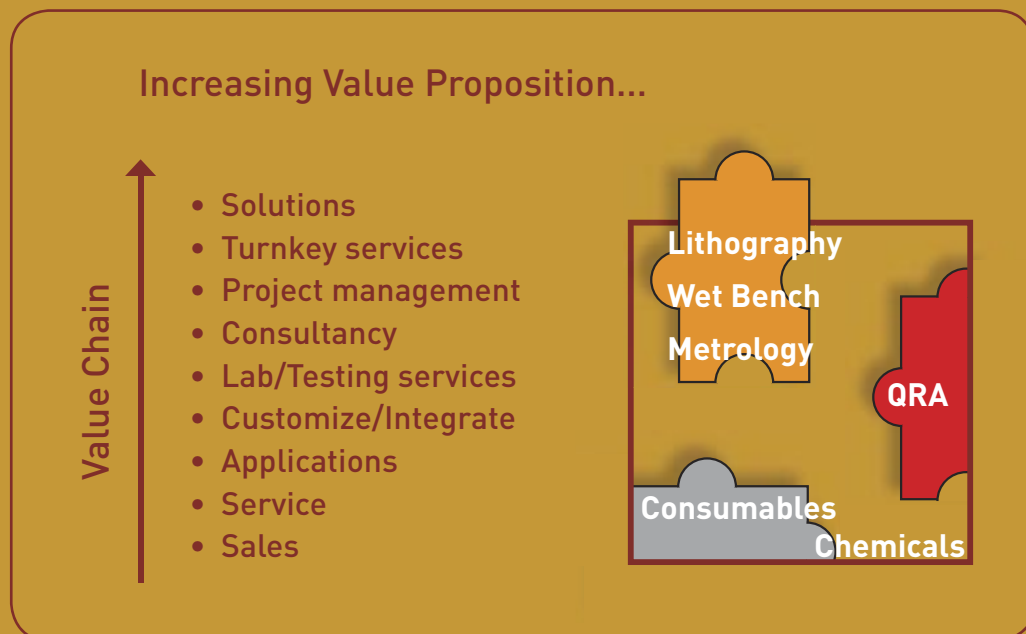 Increasing Value Proposition...
Value Chain
• Solutions
• Turnkey services
• Project management
• Consultancy
• Lab/Testing services
• Customize/Integrate
• Applications
• Service
• Sales
Lithography
Wet Bench
Metrology
QRA
Consumables
Chemicals